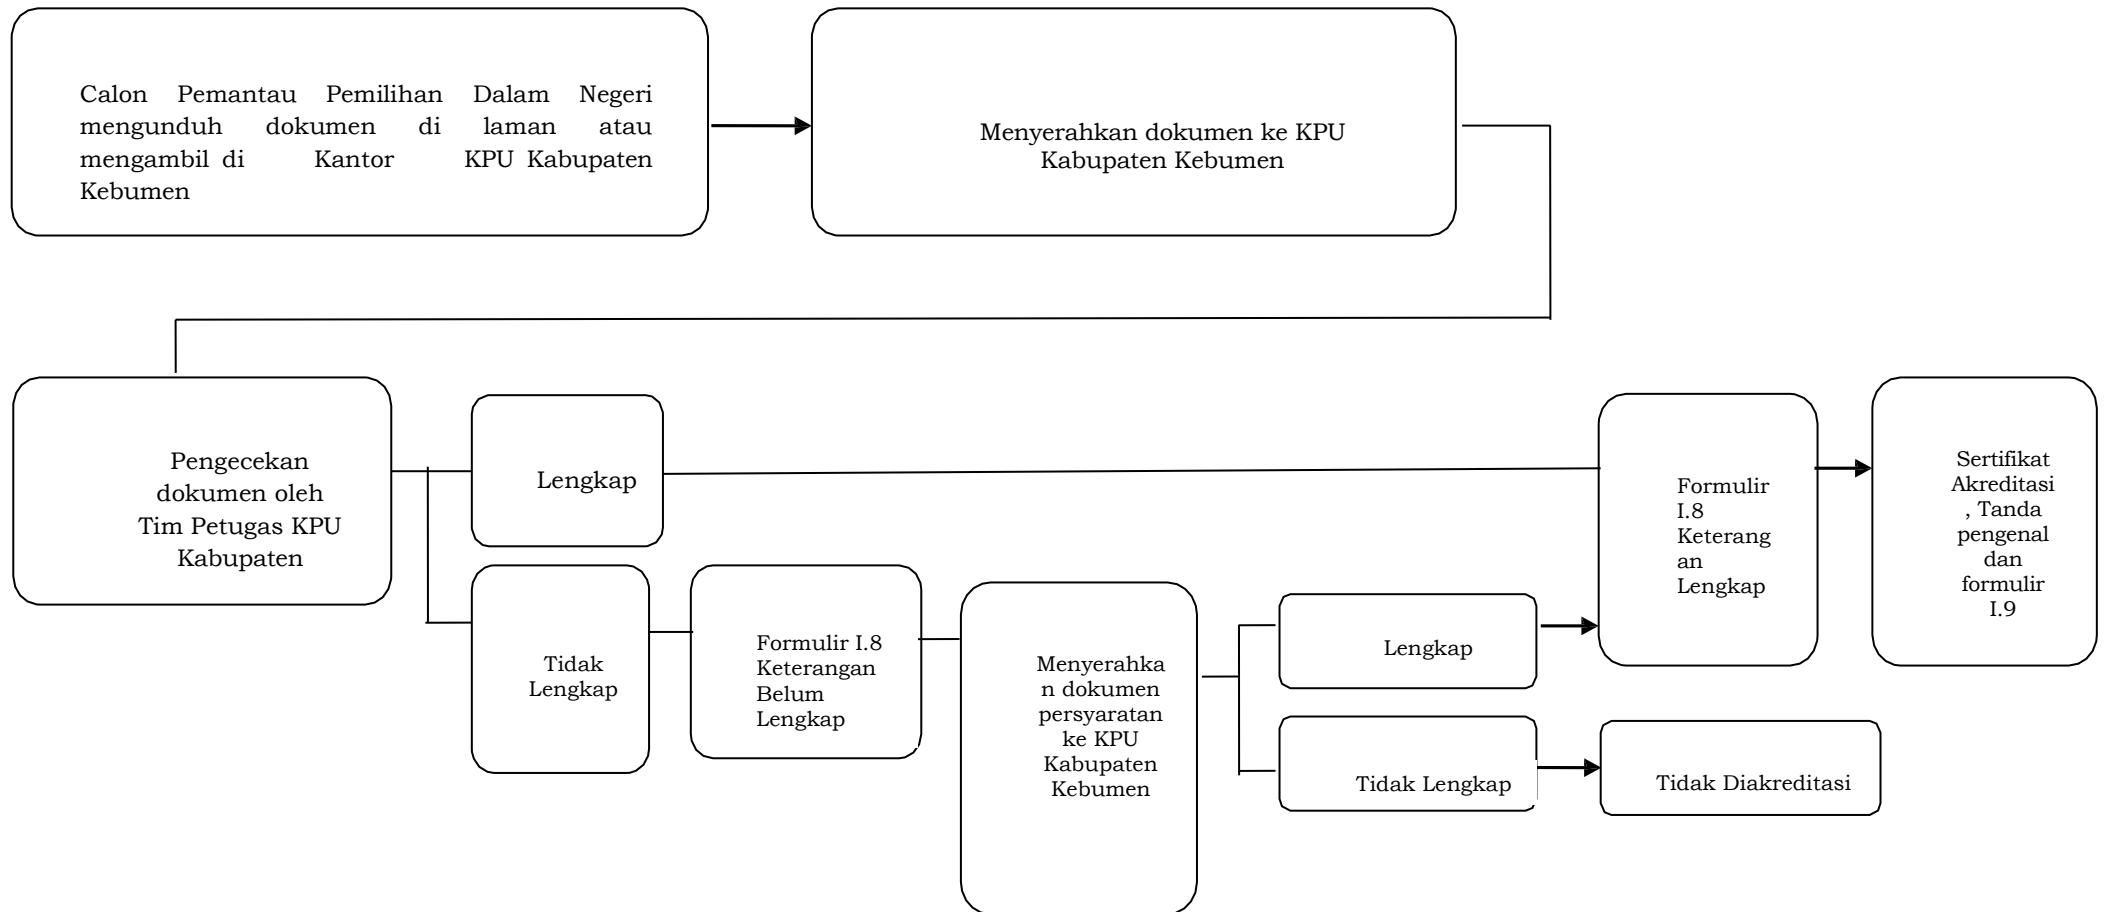 Calon Pemantau Pemilihan Dalam Negeri
mengunduh dokumen di laman atau
mengambil di Kantor KPU Kabupaten
Kebumen
Menyerahkan dokumen ke KPU
Kabupaten Kebumen
Pengecekan
dokumen oleh
Tim Petugas KPU
Kabupaten
Lengkap
Tidak
Lengkap
Formulir I.8
Keterangan
Belum
Lengkap
Menyerahka
n dokumen
persyaratan
ke KPU
Kabupaten
Kebumen
Lengkap
Tidak Lengkap
Formulir
I.8
Keterang
an
Lengkap
Tidak Diakreditasi
Sertifikat
Akreditasi
, Tanda
pengenal
dan
formulir
I.9